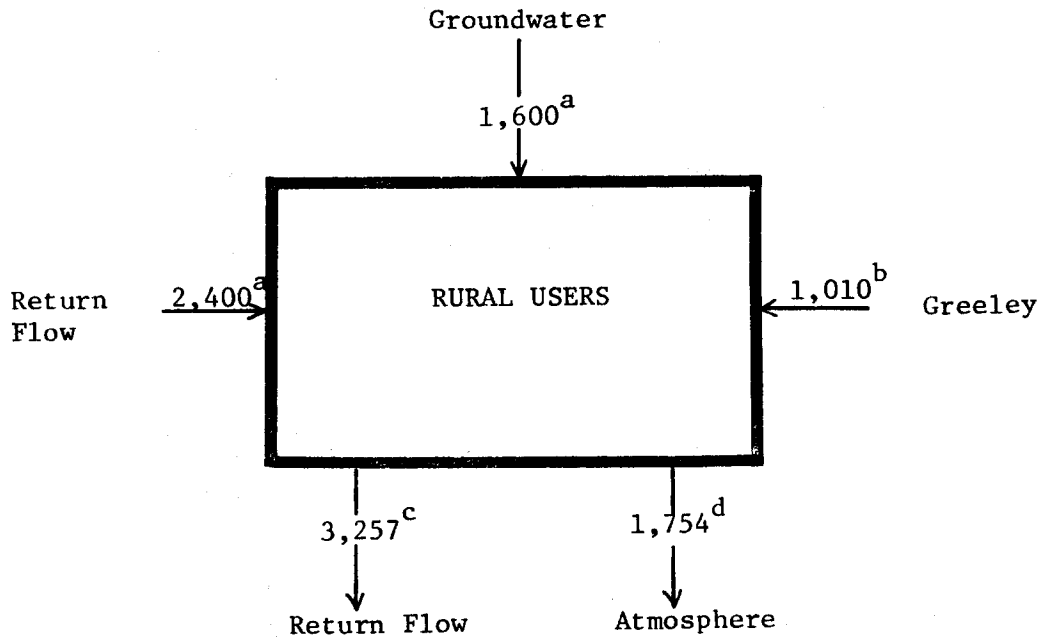 Groundwater
1,600a
Return
Flow
2,400a
RURAL USERS
1,010b
Greeley
3,257c
1,754d
Return Flow
Atmosphere